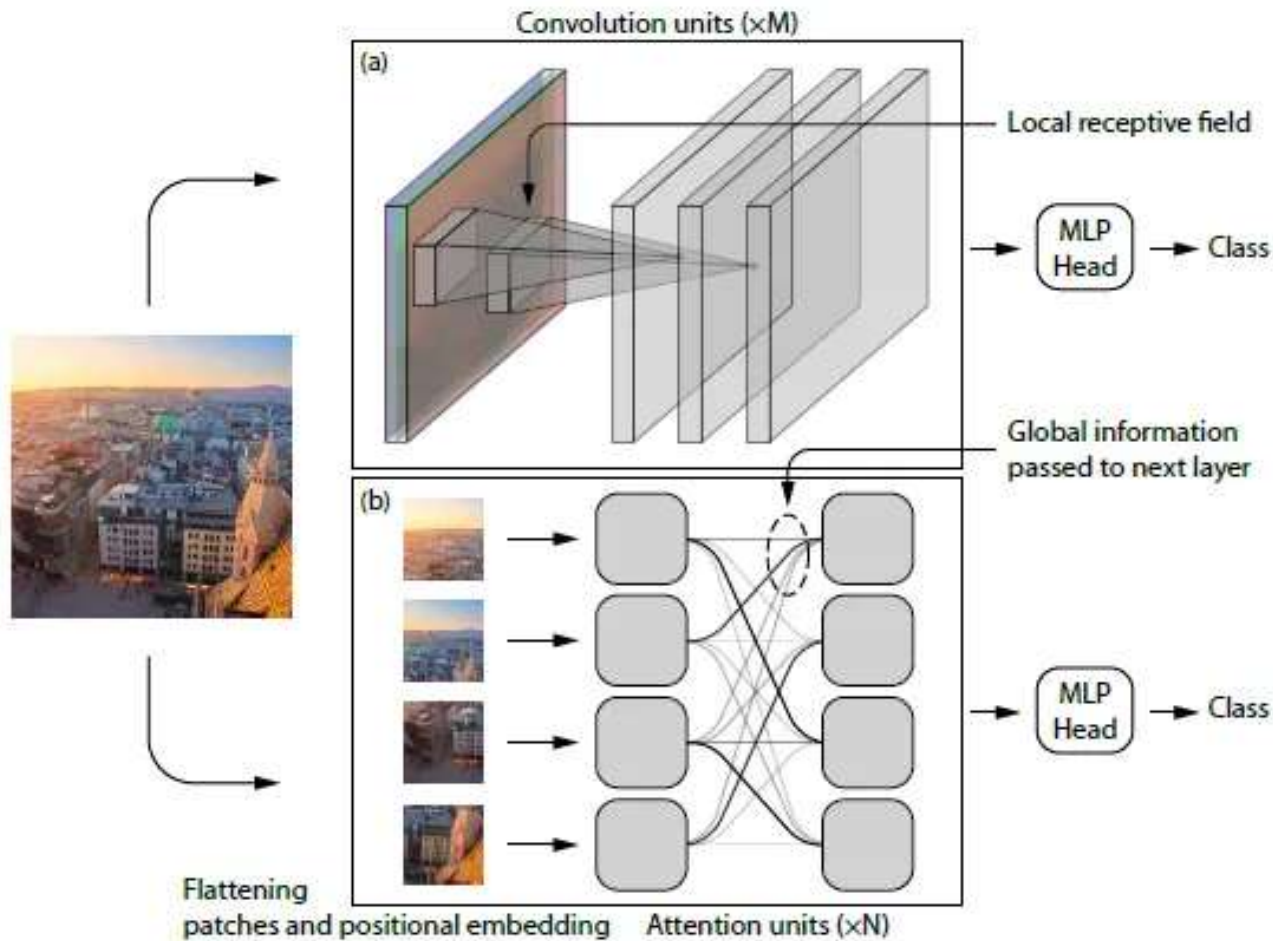 Convolution units (×M)
(a)
Local receptive field
MLP
Head
Class
Global information
passed to next layer
(b)
MLP
Head
Class
Flattening
patches and positional embedding
Attention units (×N)